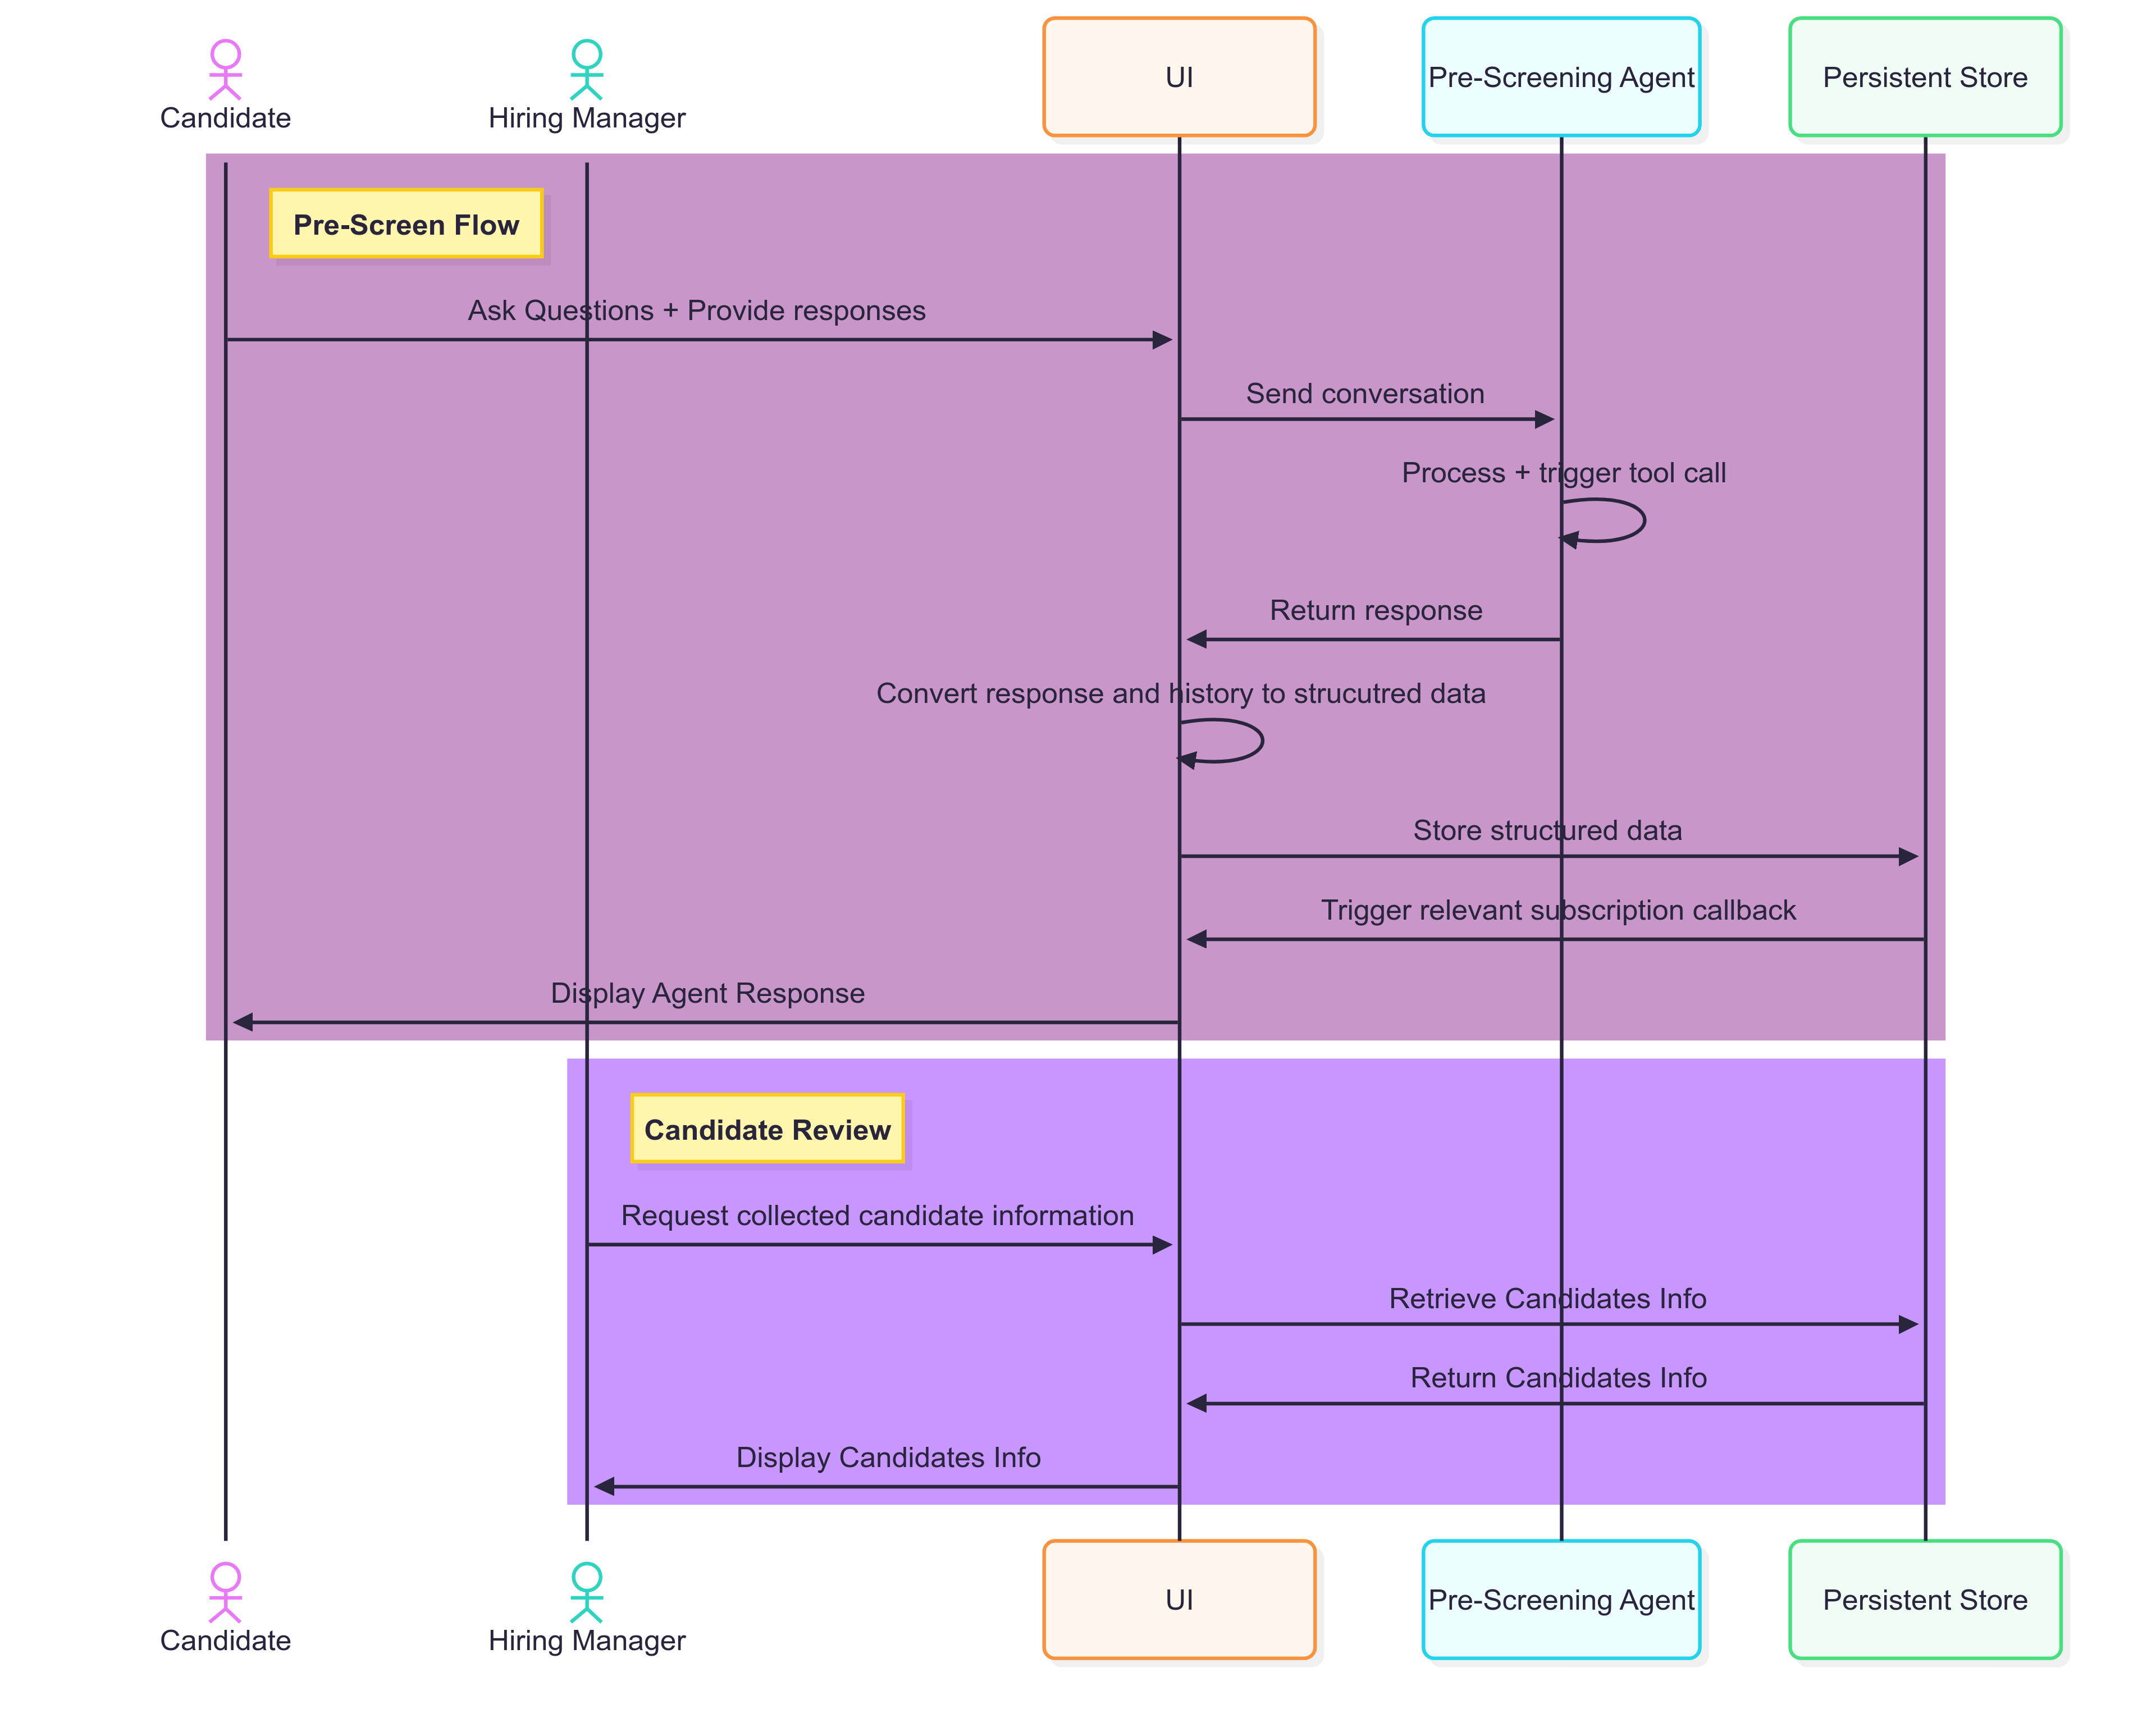 Candidate
Hiring Manager
UI
Pre-Screening Agent
Persistent Store
Pre-Screen Flow
Ask Questions + Provide responses
Send conversation
Process + trigger tool call
Return response
Convert response and history to strucutred data
Store structured data
Trigger relevant subscription callback
Display Agent Response
Candidate Review
Request collected candidate information
Retrieve Candidates Info
Return Candidates Info
Display Candidates Info
Candidate
Hiring Manager
UI
Pre-Screening Agent
Persistent Store